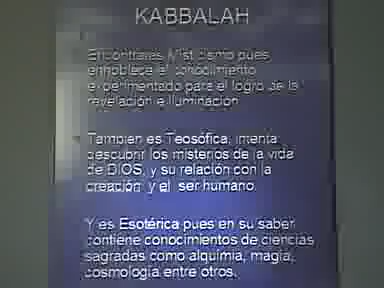 KABBALAH
Encontrares Misticismo pues
ennoblece el conocimiento
experimentado para el logro de la
revelación e iluminación.
También es Teosófica, intenta
descubrir los misterios de la vida
de DIOS, y su relación con la
creación y el ser humano.
Y es Esotérica pues en su saber
contiene conocimientos de ciencias
sagradas como alquimia, magia,
cosmología entre otros.